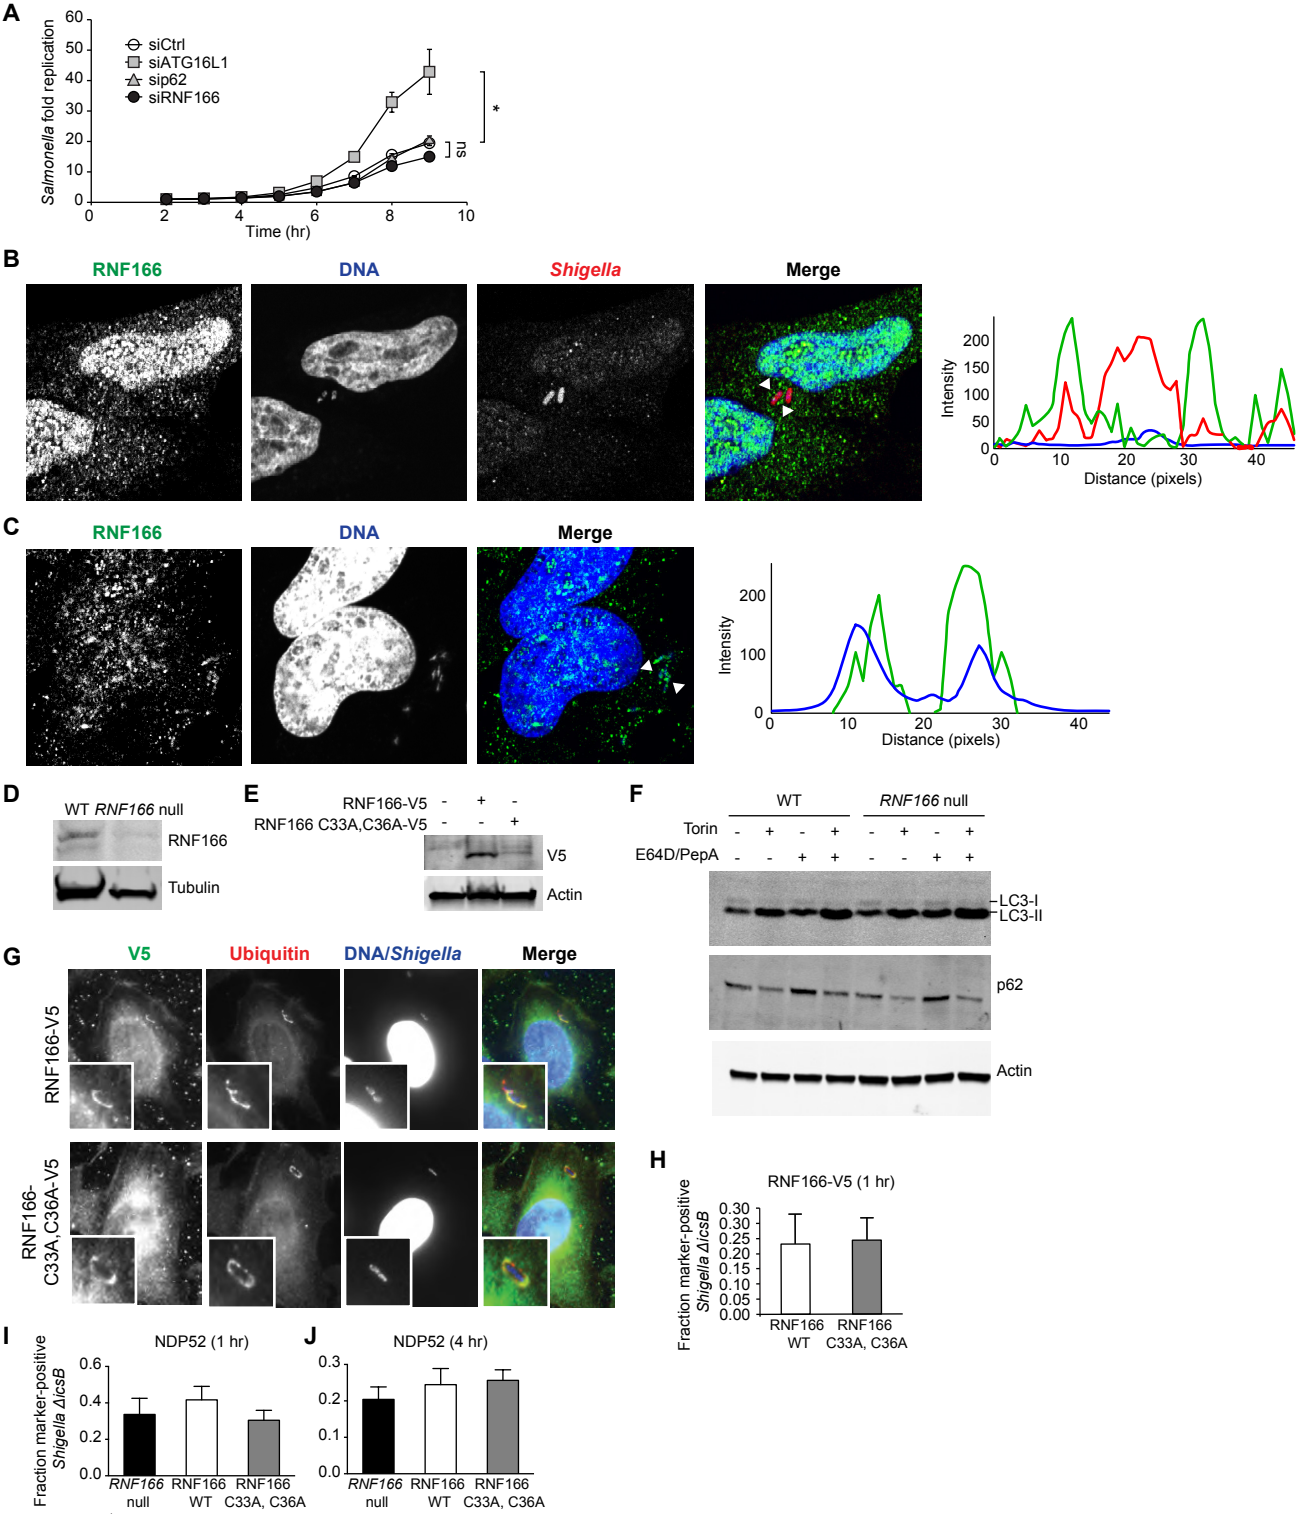 A
Salmonella fold replication
60
50
40
30
20
10
0
siCtrl
siATG16L1
sip62
siRNF166
*
ns
0 2 4 6 8 10
Time (hr)
B
RNF166 DNA Shigella Merge
Intensity
200
150
100
50
0
0 10 20 30 40
Distance (pixels)
C
RNF166 DNA Merge
Intensity
200
100
0
0 10 20 30 40
Distance (pixels)
D
WT RNF166 null
RNF166
Tubulin
E
RNF166-V5 - + -
RNF166 C33A,C36A-V5 - - +
V5
Actin
F
WT RNF166 null
Torin - + - + - + - +
E64D/PepA - - + + - - + +
LC3-I
LC3-II
p62
Actin
G
V5 Ubiquitin DNA/Shigella Merge
RNF166-V5
RNF166-
C33A,C36A-V5
H
RNF166-V5 (1 hr)
Fraction marker-positive
Shigella ΔicsB
0.30
0.25
0.20
0.15
0.10
0.05
0.00
RNF166 RNF166
WT C33A, C36A
I
NDP52 (1 hr)
Fraction marker-positive
Shigella ΔicsB
0.6
0.4
0.2
0.0
RNF166 RNF166 RNF166
null WT C33A, C36A
J
NDP52 (4 hr)
0.3
0.2
0.1
0.0
RNF166 RNF166 RNF166
null WT C33A, C36A